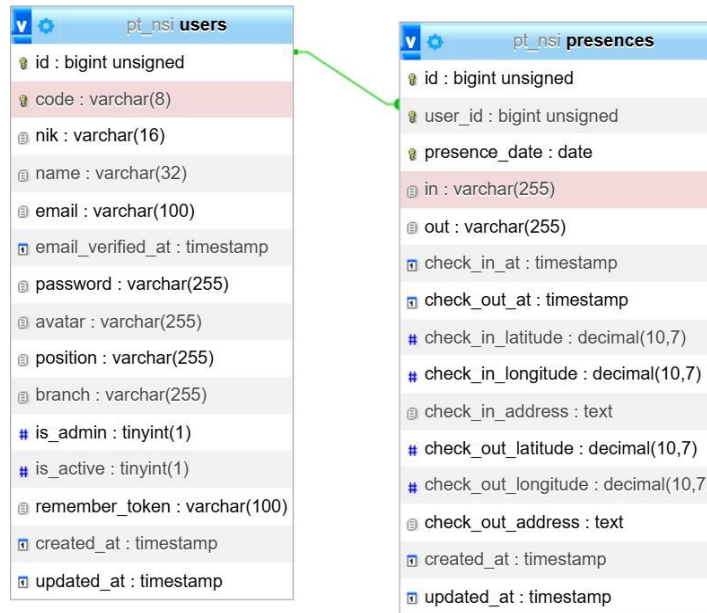 pt_nsi users
id : bigint unsigned
code : varchar(8)
nik : varchar(16)
name : varchar(32)
email : varchar(100)
email_verified_at : timestamp
password : varchar(255)
avatar : varchar(255)
position : varchar(255)
branch : varchar(255)
is_admin : tinyint(1)
is_active : tinyint(1)
remember_token : varchar(100)
created_at : timestamp
updated_at : timestamp
pt_nsi presences
id : bigint unsigned
user_id : bigint unsigned
presence_date : date
in : varchar(255)
out : varchar(255)
check_in_at : timestamp
check_out_at : timestamp
check_in_latitude : decimal(10,7)
check_in_longitude : decimal(10,7)
check_in_address : text
check_out_latitude : decimal(10,7)
check_out_longitude : decimal(10,7
check_out_address : text
created_at : timestamp
updated_at : timestamp